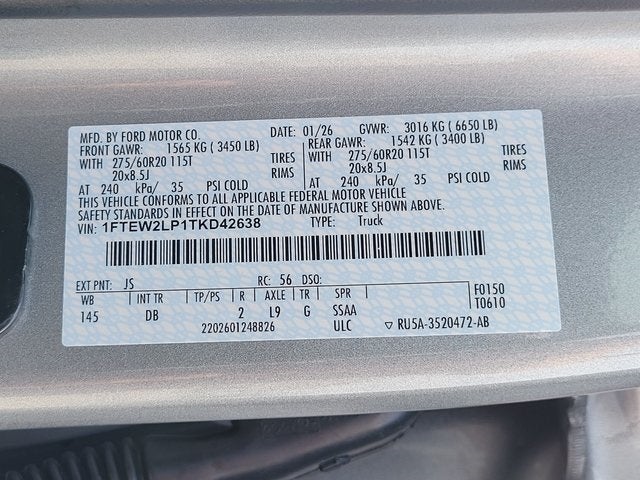 MFD. BY FORD MOTOR CO. DATE: 01/26 GVWR: 3016 KG ( 6650 LB)
FRONT GAWR: 1565 KG ( 3450 LB) REAR GAWR: 1542 KG ( 3400 LB)
WITH 275/60R20 115T TIRES WITH 275/60R20 115T TIRES
20x8.5J RIMS 20x8.5J RIMS
AT 240 kPa/ 35 PSI COLD AT 240 kPa/ 35 PSI COLD
THIS VEHICLE CONFORMS TO ALL APPLICABLE FEDERAL MOTOR VEHICLE
SAFETY STANDARDS IN EFFECT ON THE DATE OF MANUFACTURE SHOWN ABOVE.
VIN: 1FTEW2LP1TKD42638 TYPE: Truck
EXT PNT: JS RC: 56 DSO:
WB INT TR TP/PS R AXLE TR SPR F0150
145 DB 2 L9 G SSAA T0610
2202601248826 ULC ▽ RU5A-3520472-AB